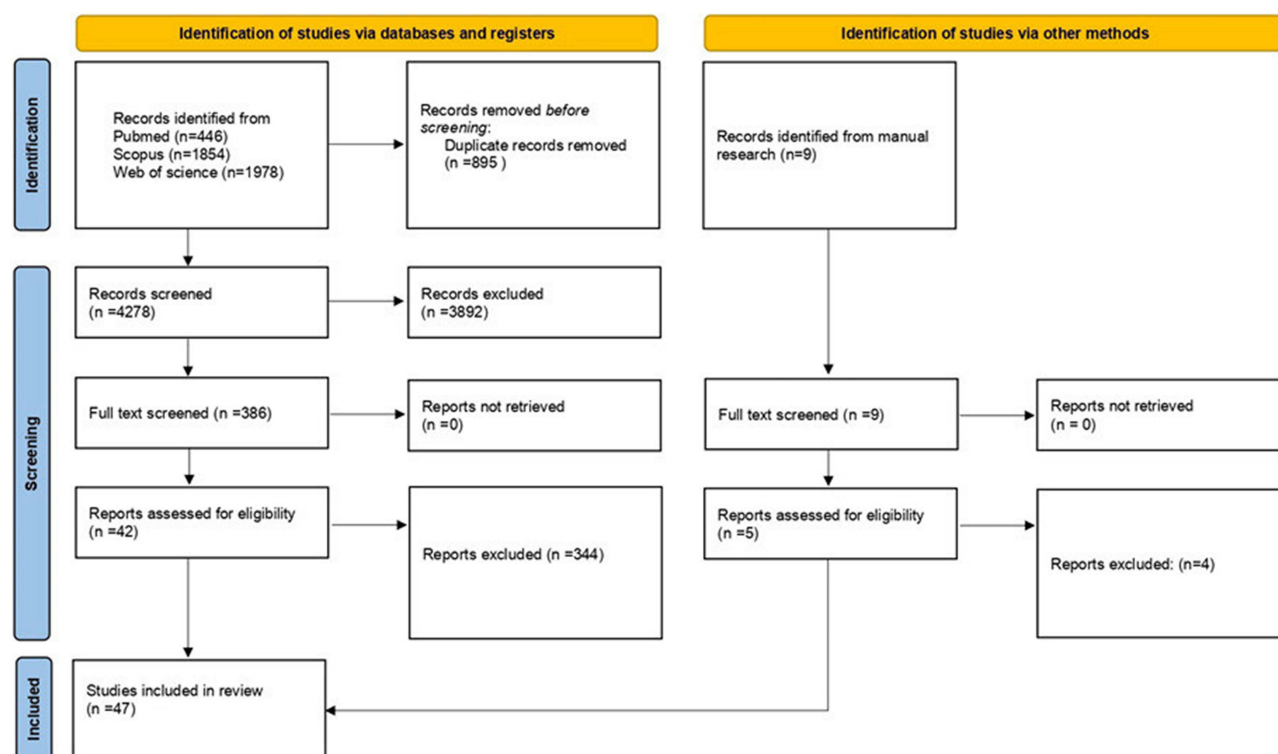 Identification of studies via databases and registers
Identification of studies via other methods
Identification
Records identified from
Pubmed (n=446)
Scopus (n=1854)
Web of science (n=1978)
Records removed before
screening:
Duplicate records removed
(n =895 )
Records identified from manual
research (n=9)
Screening
Records screened
(n =4278)
Records excluded
(n =3892)
Full text screened (n =386)
Reports not retrieved
(n =0)
Full text screened (n =9)
Reports not retrieved
(n = 0)
Reports assessed for eligibility
(n =42)
Reports excluded (n =344)
Reports assessed for eligibility
(n =5)
Reports excluded: (n=4)
Included
Studies included in review
(n =47)